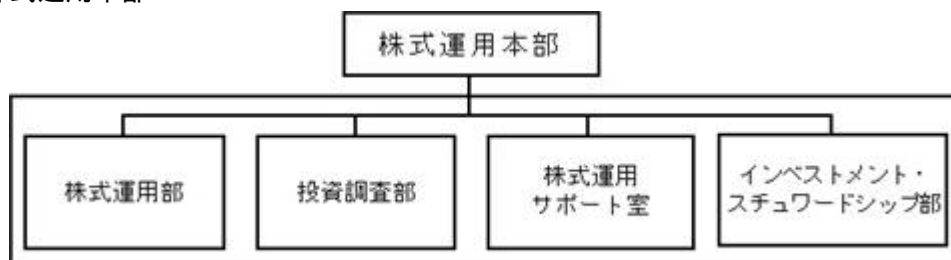 株式運用本部
株式運用部
投資調査部
株式運用
サポート室
インベストメント・
スチュワードシップ部